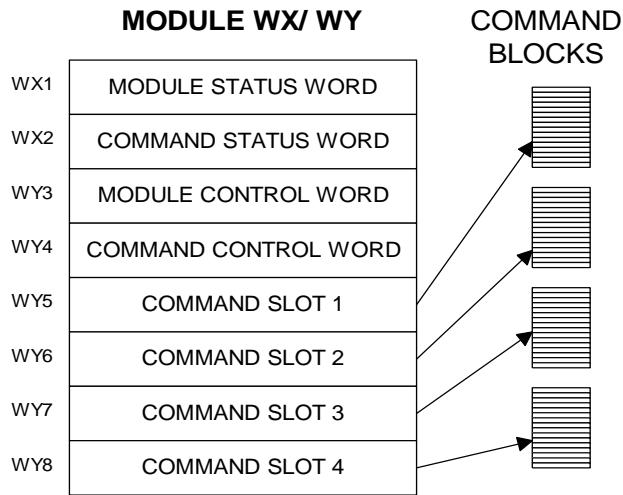 MODULE WX/ WY
COMMAND
BLOCKS
WX1 MODULE STATUS WORD
WX2 COMMAND STATUS WORD
WY3 MODULE CONTROL WORD
WY4 COMMAND CONTROL WORD
WY5 COMMAND SLOT 1
WY6 COMMAND SLOT 2
WY7 COMMAND SLOT 3
WY8 COMMAND SLOT 4